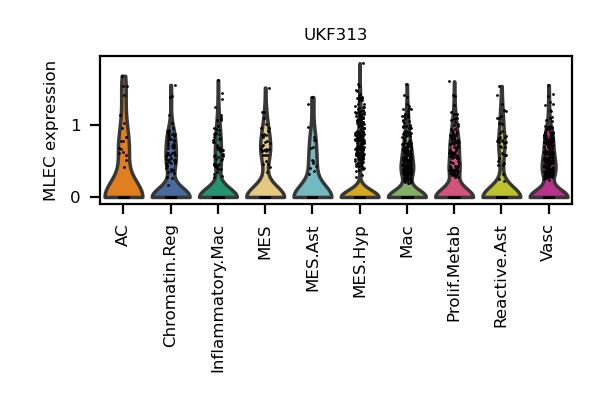 UKF313
MLEC expression
1
0
AC
Chromatin.Reg
Inflammatory.Mac
MES
MES.Ast
MES.Hyp
Mac
Prolif.Metab
Reactive.Ast
Vasc